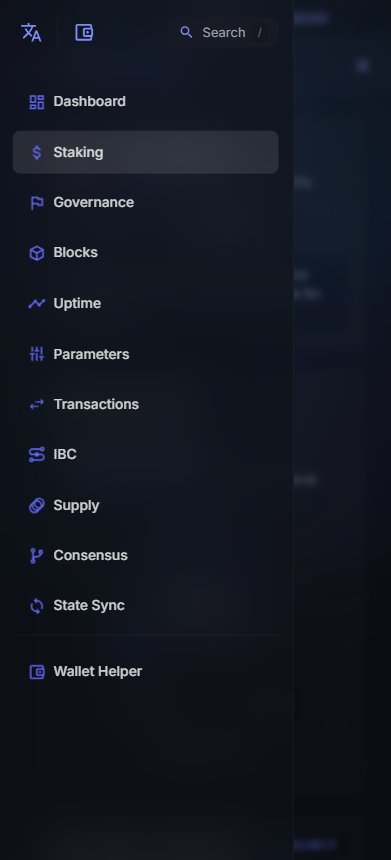 Search /
Dashboard
Staking
Governance
Blocks
Uptime
Parameters
Transactions
IBC
Supply
Consensus
State Sync
Wallet Helper